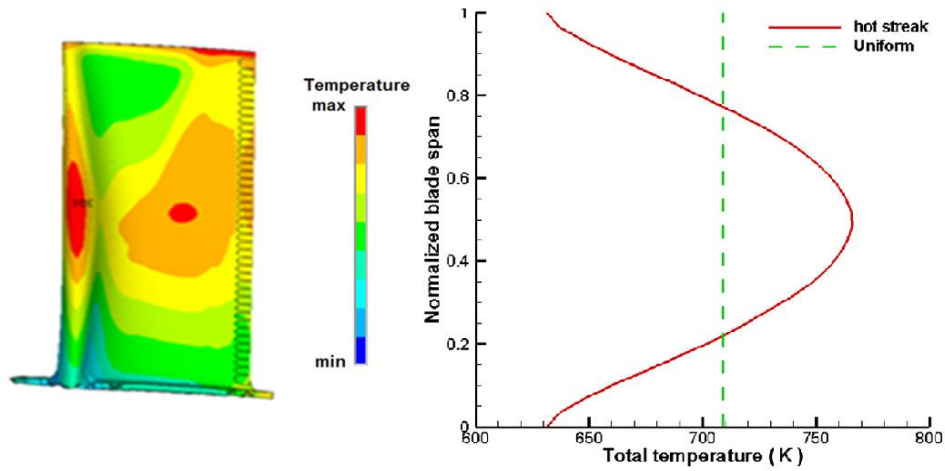 Temperature
max
min
hot streak
Uniform
1
0.8
0.6
0.4
0.2
0
600
650
700
750
800
Normalized blade span
Total temperature ( K )